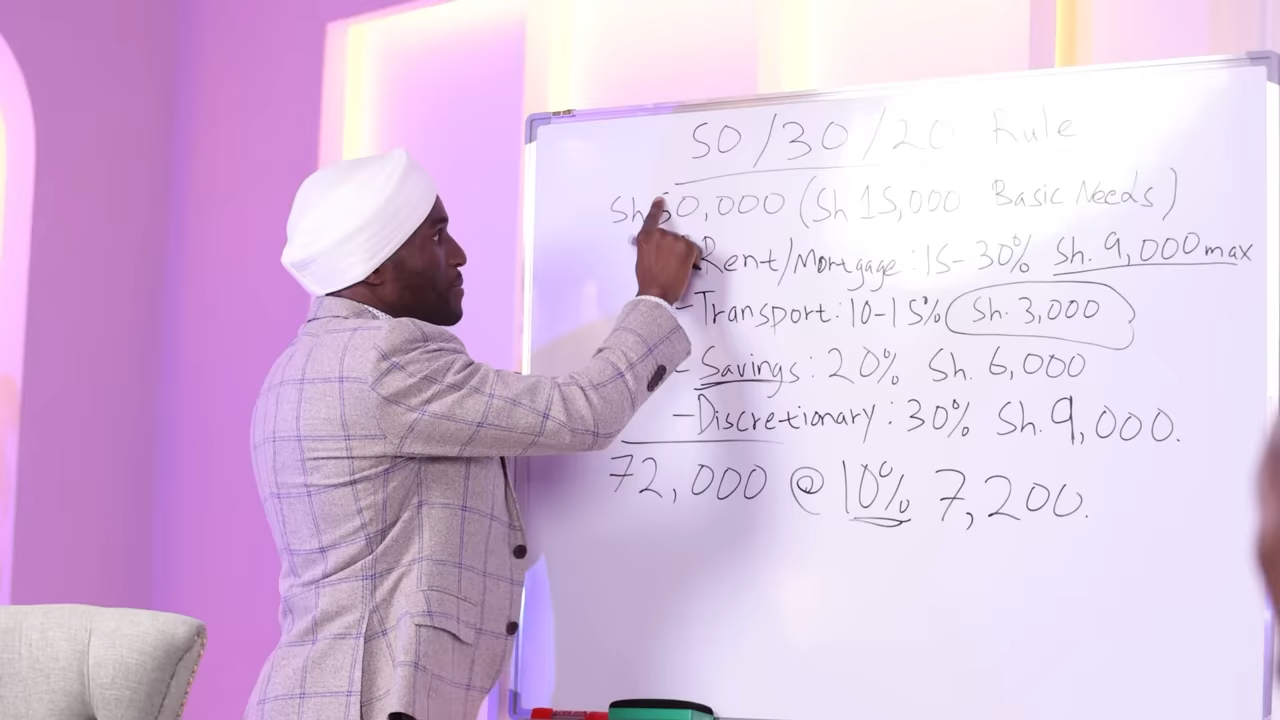 50/30/20 Rule
Sh 30,000 (Sh 15,000 Basic Needs)
Rent/Mortgage: 15-30% Sh. 9,000 max
-Transport: 10-15% Sh. 3,000
- Savings: 20% Sh. 6,000
-Discretionary: 30% Sh. 9,000.
72,000 @ 10% 7,200.